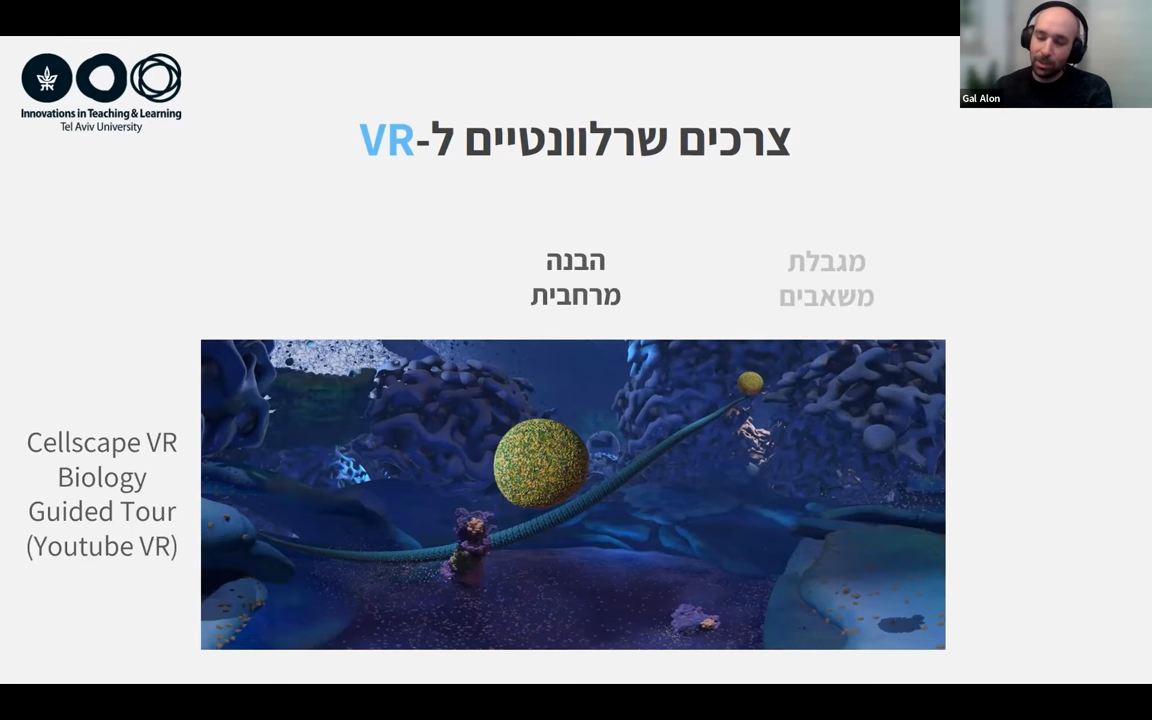 Innovations in Teaching & Learning
Tel Aviv University
Gal Alon
צרכים שרלוונטיים ל-VR
מגבלת
משאבים
הבנה
מרחבית
Cellscape VR
Biology
Guided Tour
(Youtube VR)